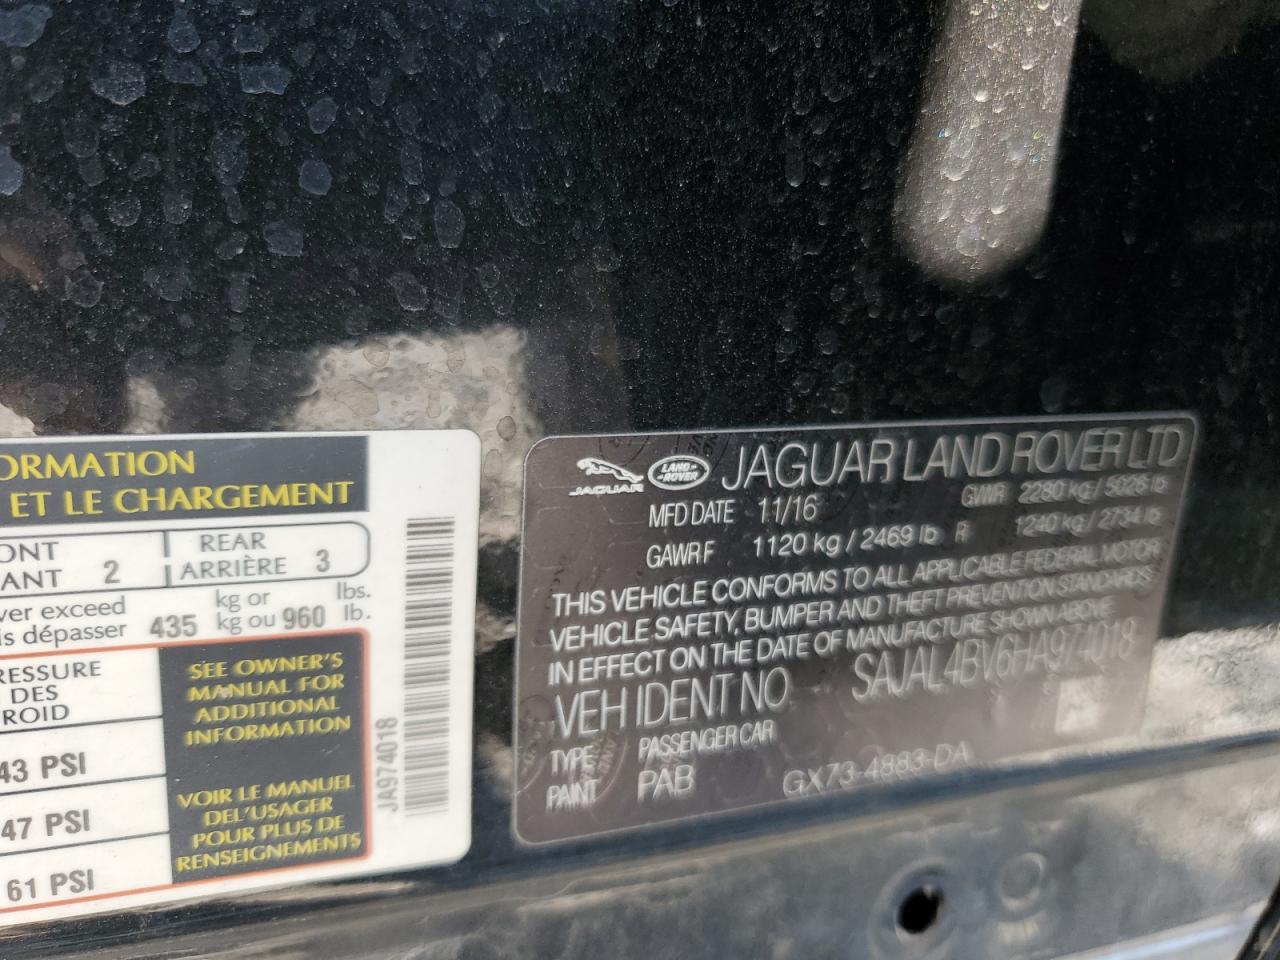 ORMATION
ET LE CHARGEMENT
ONT
ANT 2
REAR
ARRIÈRE 3
ver exceed
is dépasser 435 kg or
kg ou 960 lbs.
lb.
RESSURE
DES
ROID
43 PSI
47 PSI
61 PSI
SEE OWNER'S
MANUAL FOR
ADDITIONAL
INFORMATION
VOIR LE MANUEL
DEL'USAGER
POUR PLUS DE
RENSEIGNEMENTS
JA974018
JAGUAR LAND-ROVER JAGUAR LAND ROVER LTD
MFD DATE 11/16 GWR 2280 kg / 5026 lb
GAWR F 1120 kg / 2469 lb R 1240 kg / 2734 lb
THIS VEHICLE CONFORMS TO ALL APPLICABLE FEDERAL MOTOR
VEHICLE SAFETY, BUMPER AND THEFT PREVENTION STANDARDS
IN EFFECT ON THE DATE OF MANUFACTURE SHOWN ABOVE
VEH IDENT NO SAJAL4BV6HA974018
TYPE PASSENGER CAR
PAINT PAB GX73-4883-DA